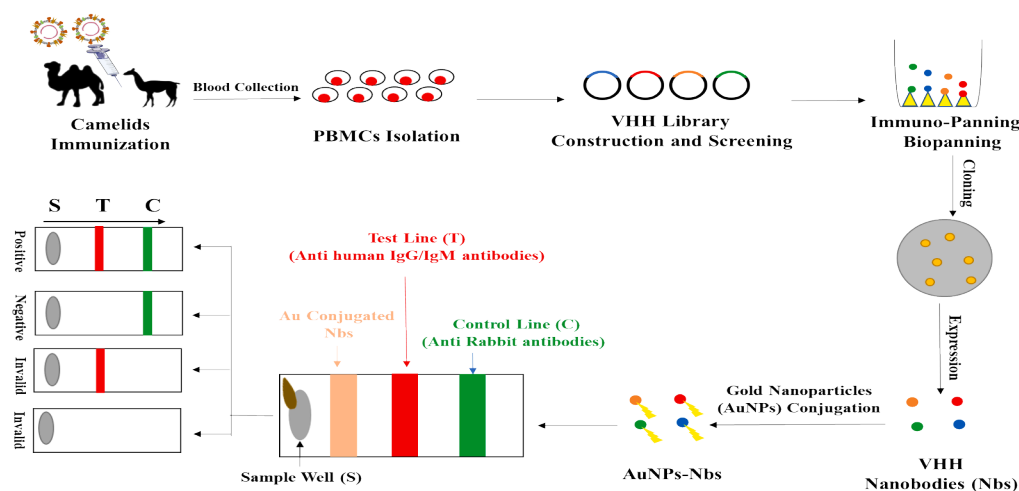 Blood Collection
Camelids
Immunization
PBMCs Isolation
VHH Library
Construction and Screening
Immuno-Panning
Biopanning
Cloning
Expression
VHH
Nanobodies (Nbs)
Gold Nanoparticles
(AuNPs) Conjugation
AuNPs-Nbs
Test Line (T)
(Anti human IgG/IgM antibodies)
Au Conjugated
Nbs
Control Line (C)
(Anti Rabbit antibodies)
Sample Well (S)
S T C
Positive
Negative
Invalid
Invalid